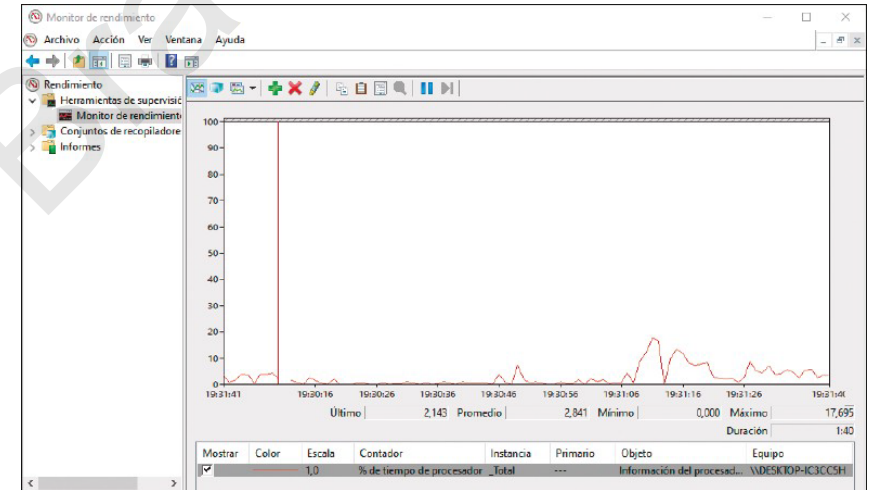 Monitor de rendimiento
Archivo Acción Ver Ventana Ayuda
Rendimiento
Herramientas de supervisió
Monitor de rendimiento
Conjuntos de recopiladore
Informes
100
90
80
70
60
50
40
30
20
10
0
19:31:41 19:30:16 19:30:26 19:30:36 19:30:46 19:30:56 19:31:06 19:31:16 19:31:26 19:31:40
Último 2,143 Promedio 2,841 Mínimo 0,000 Máximo 17,695
Duración 1:40
Mostrar Color Escala Contador Instancia Primario Objeto Equipo
1,0 % de tiempo de procesador _Total --- Información del procesad... \\DESKTOP-IC3CC5H